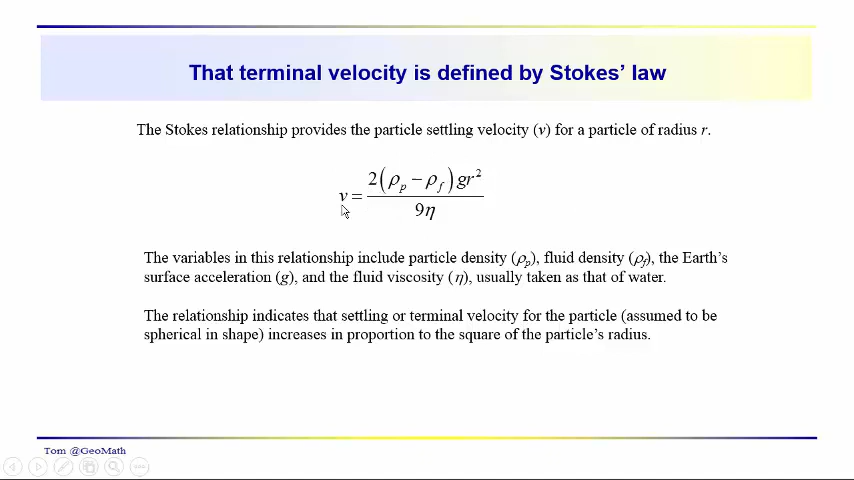 That terminal velocity is defined by Stokes’ law
The Stokes relationship provides the particle settling velocity (v) for a particle of radius r.
v = 2(ρp − ρf)gr² / 9η
The variables in this relationship include particle density (ρp), fluid density (ρf), the Earth’s
surface acceleration (g), and the fluid viscosity (η), usually taken as that of water.
The relationship indicates that settling or terminal velocity for the particle (assumed to be
spherical in shape) increases in proportion to the square of the particle’s radius.
Tom @GeoMath